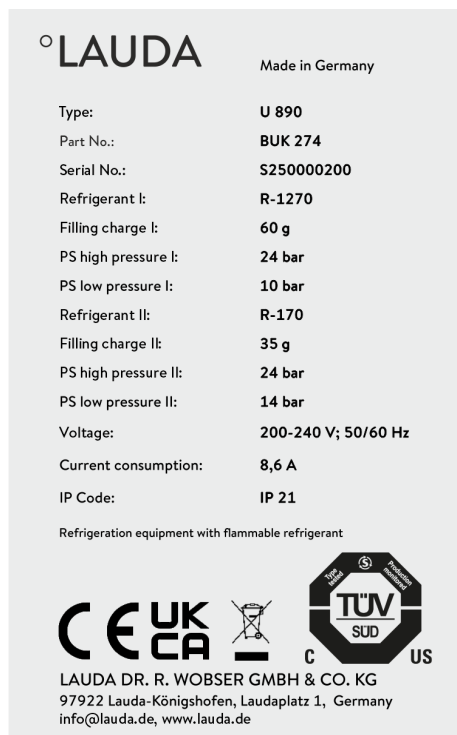 °LAUDA
Made in Germany
Type: U 890
Part No.: BUK 274
Serial No.: S250000200
Refrigerant I: R-1270
Filling charge I: 60 g
PS high pressure I: 24 bar
PS low pressure I: 10 bar
Refrigerant II: R-170
Filling charge II: 35 g
PS high pressure II: 24 bar
PS low pressure II: 14 bar
Voltage: 200-240 V; 50/60 Hz
Current consumption: 8,6 A
IP Code: IP 21
Refrigeration equipment with flammable refrigerant
Type tested
S
Production monitored
CE UK CA
TÜV
SÜD
C US
LAUDA DR. R. WOBSER GMBH & CO. KG
97922 Lauda-Königshofen, Laudaplatz 1, Germany
info@lauda.de, www.lauda.de